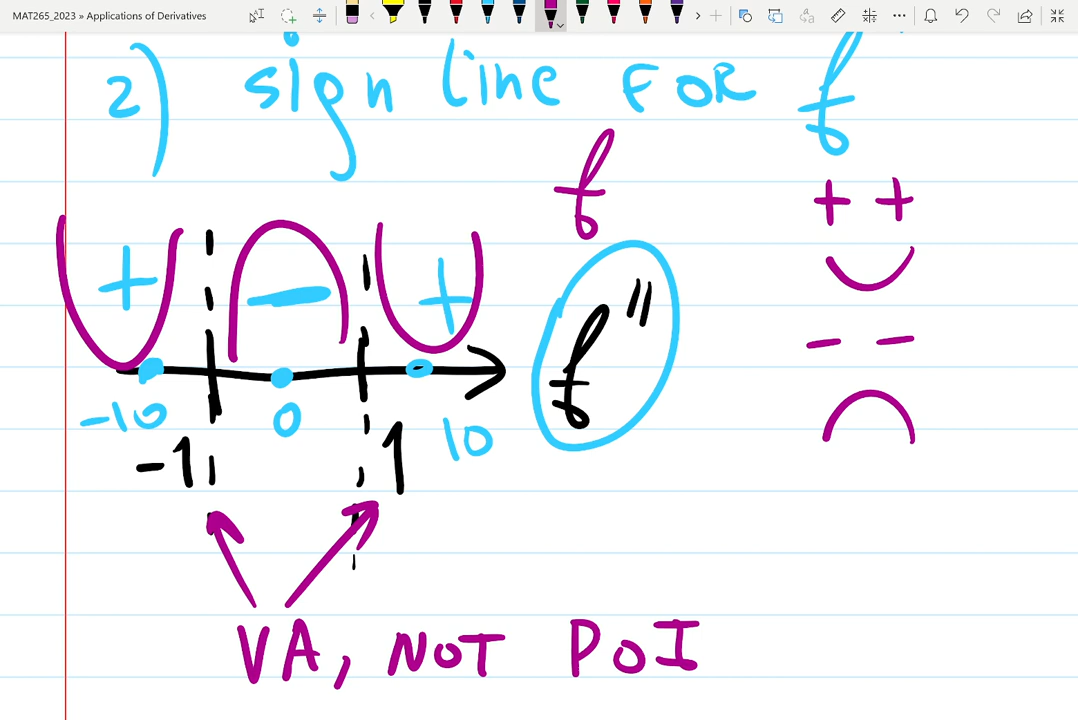 MAT265_2023 » Applications of Derivatives
2) sign line FOR f
f
+ +
+ − +
f"
− −
-10 0 10
-1 1
VA, NOT POI